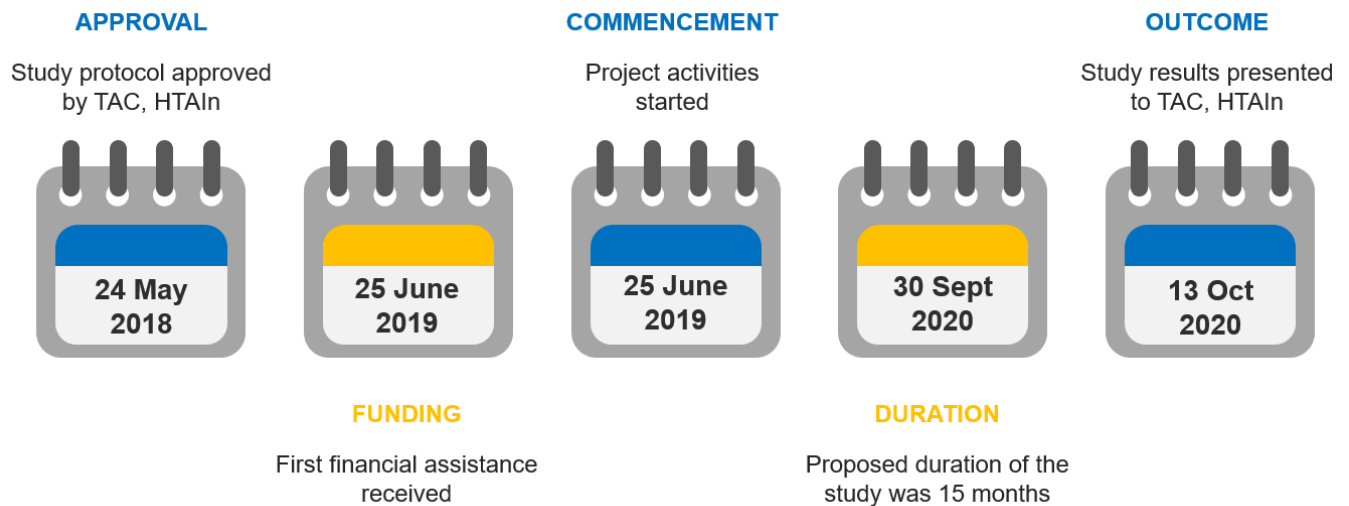 APPROVAL
Study protocol approved
by TAC, HTAIn
24 May
2018
25 June
2019
FUNDING
First financial assistance
received
COMMENCEMENT
Project activities
started
25 June
2019
30 Sept
2020
DURATION
Proposed duration of the
study was 15 months
OUTCOME
Study results presented
to TAC, HTAIn
13 Oct
2020